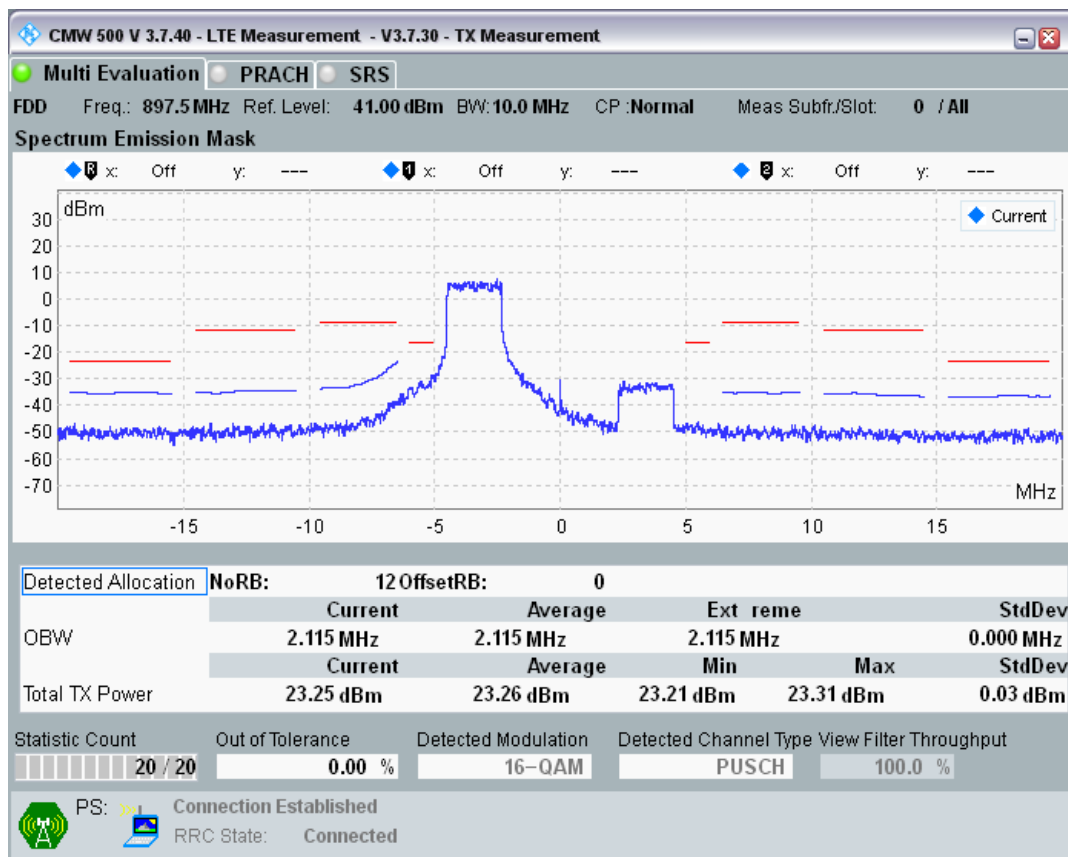 CMW 500 V 3.7.40 - LTE Measurement - V3.7.30 - TX Measurement
Multi Evaluation PRACH SRS
FDD Freq.: 897.5 MHz Ref. Level: 41.00 dBm BW: 10.0 MHz CP :Normal Meas Subfr./Slot: 0 / All
Spectrum Emission Mask
R x: Off y: --- 1 x: Off y: --- 2 x: Off y: ---
dBm
Current
30
20
10
0
-10
-20
-30
-40
-50
-60
-70
MHz
-15 -10 -5 0 5 10 15
Detected Allocation NoRB: 12 OffsetRB: 0
Current Average Ext reme StdDev
OBW 2.115 MHz 2.115 MHz 2.115 MHz 0.000 MHz
Current Average Min Max StdDev
Total TX Power 23.25 dBm 23.26 dBm 23.21 dBm 23.31 dBm 0.03 dBm
Statistic Count Out of Tolerance Detected Modulation Detected Channel Type View Filter Throughput
20 / 20 0.00 % 16-QAM PUSCH 100.0 %
PS: Connection Established
RRC State: Connected